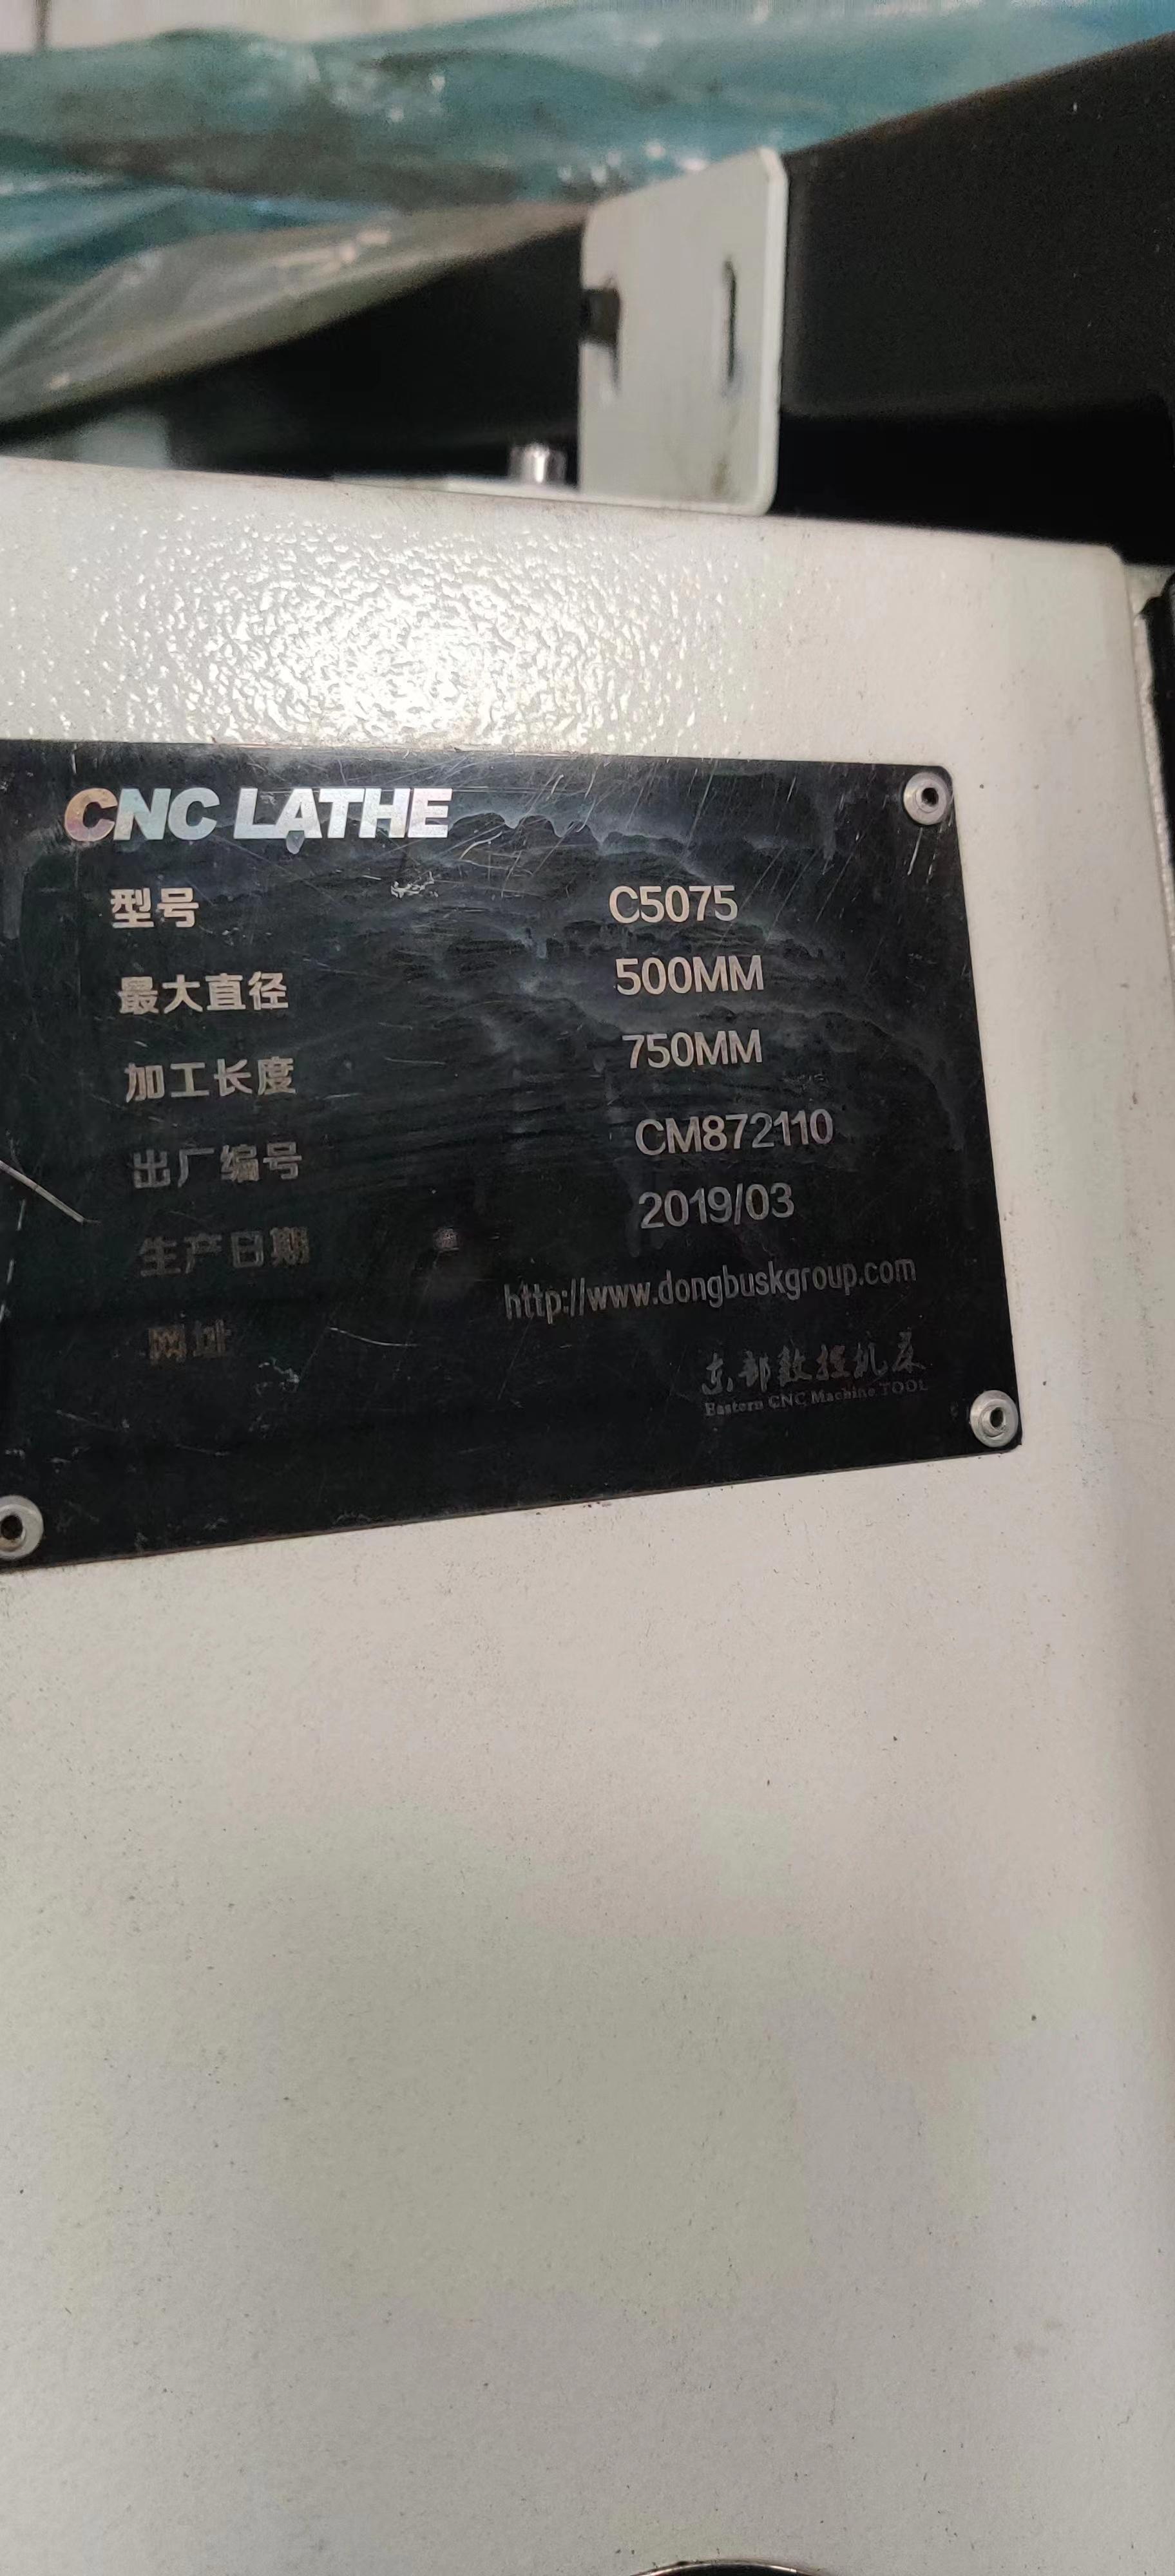 CNC LATHE
型号 C5075
最大直径 500MM
加工长度 750MM
出厂编号 CM872110
生产日期 2019/03
网址 http://www.dongbuskgroup.com
东部数控机床
Eastern CNC Machine TOOL